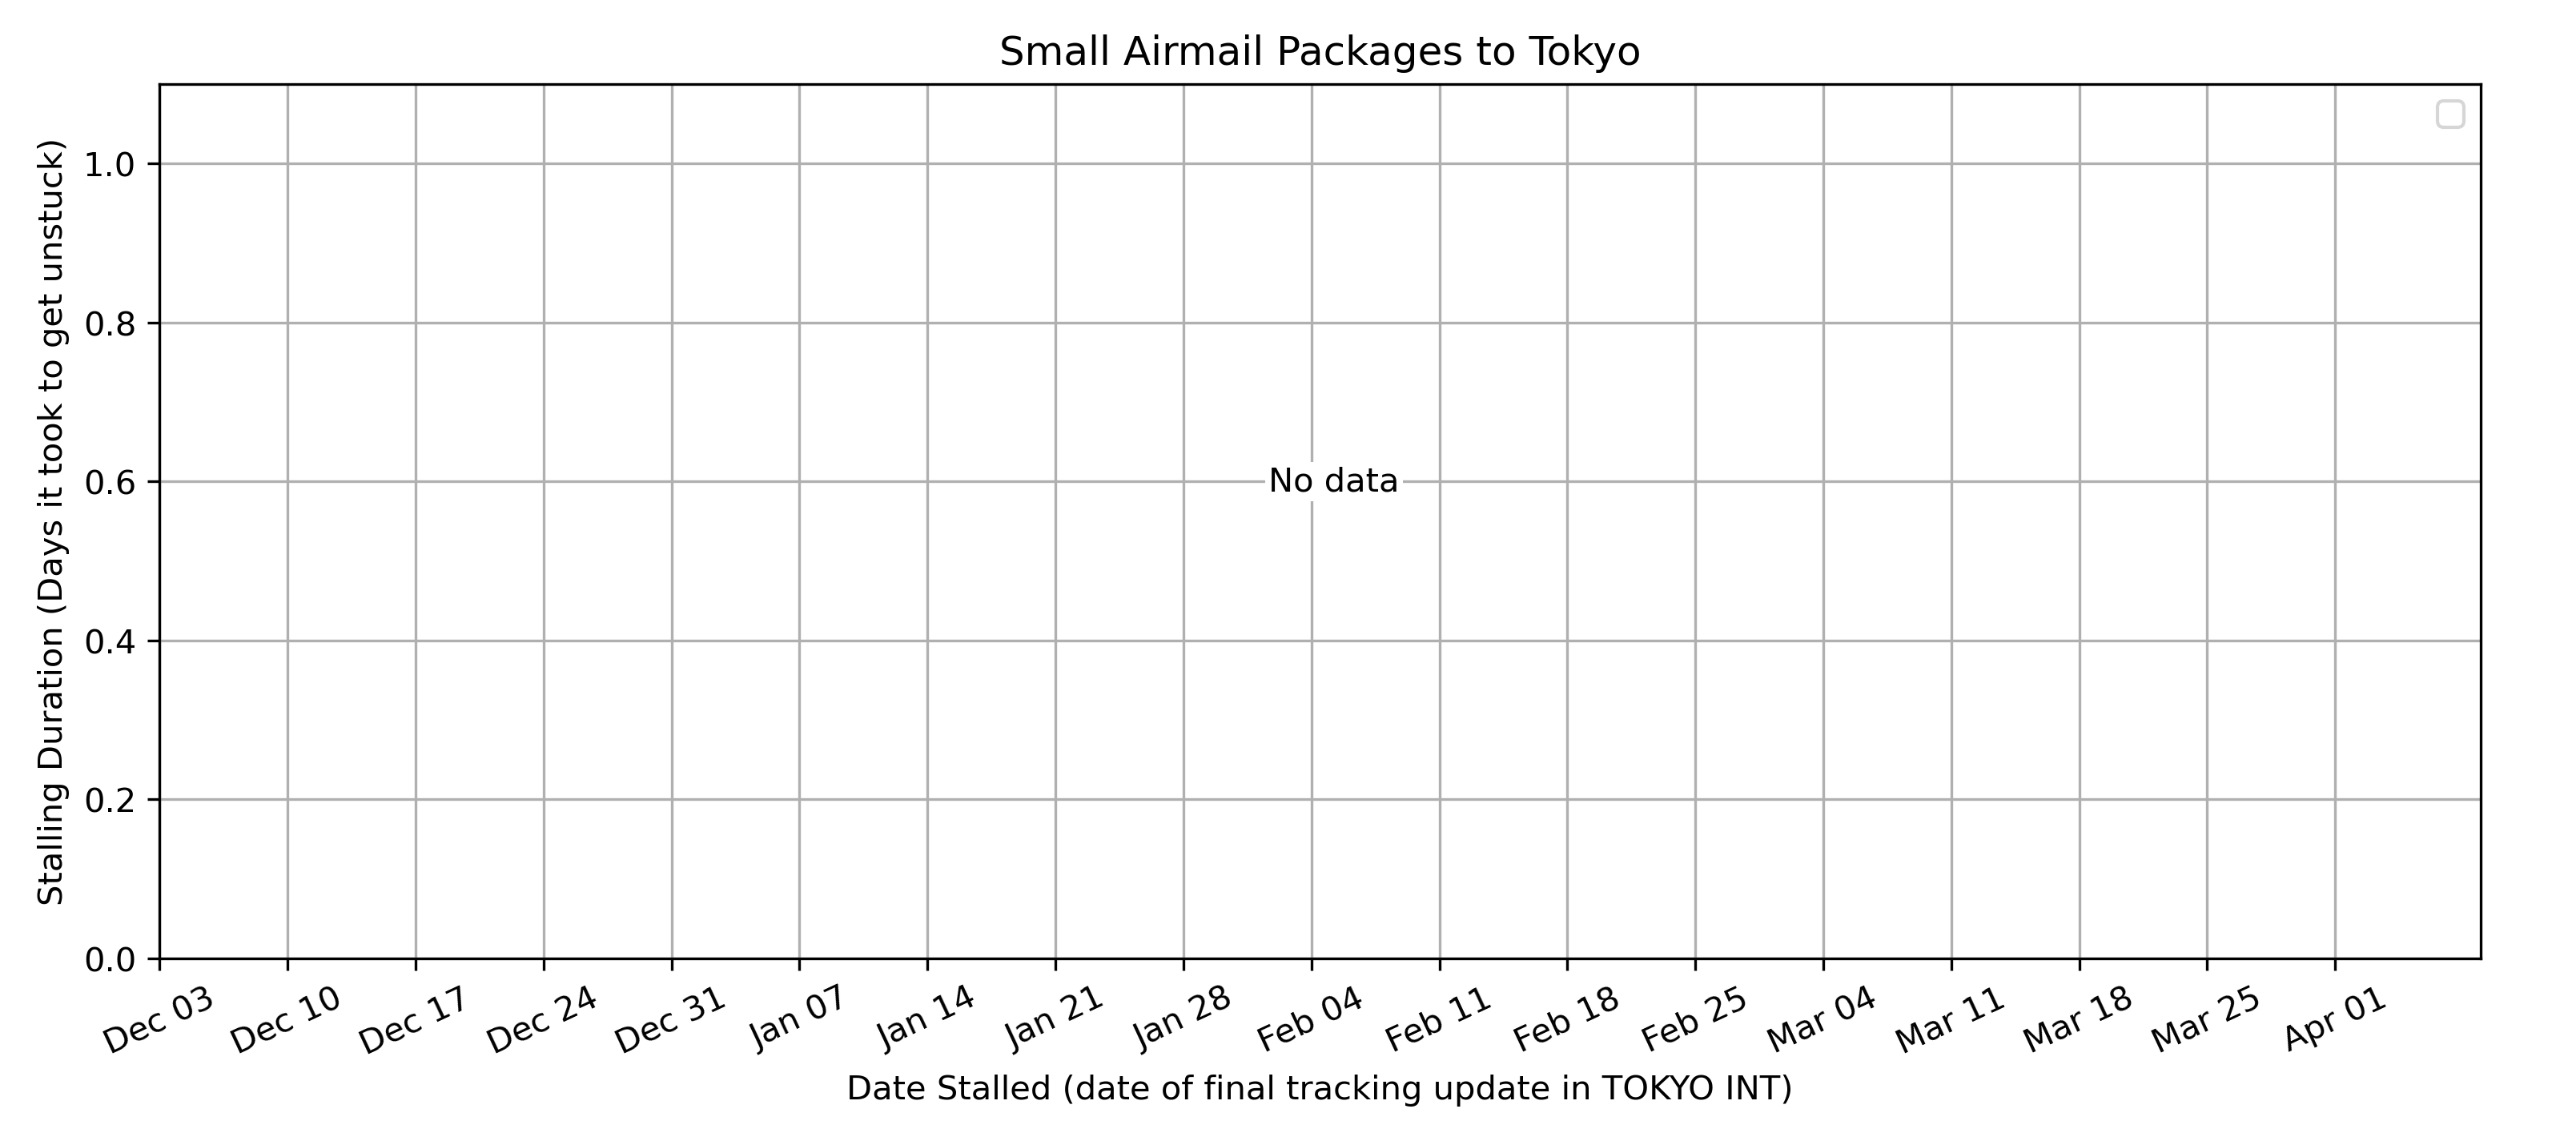 Small Airmail Packages to Tokyo
Stalling Duration (Days it took to get unstuck)
1.0
0.8
0.6
0.4
0.2
0.0
No data
Dec 03
Dec 10
Dec 17
Dec 24
Dec 31
Jan 07
Jan 14
Jan 21
Jan 28
Feb 04
Feb 11
Feb 18
Feb 25
Mar 04
Mar 11
Mar 18
Mar 25
Apr 01
Date Stalled (date of final tracking update in TOKYO INT)